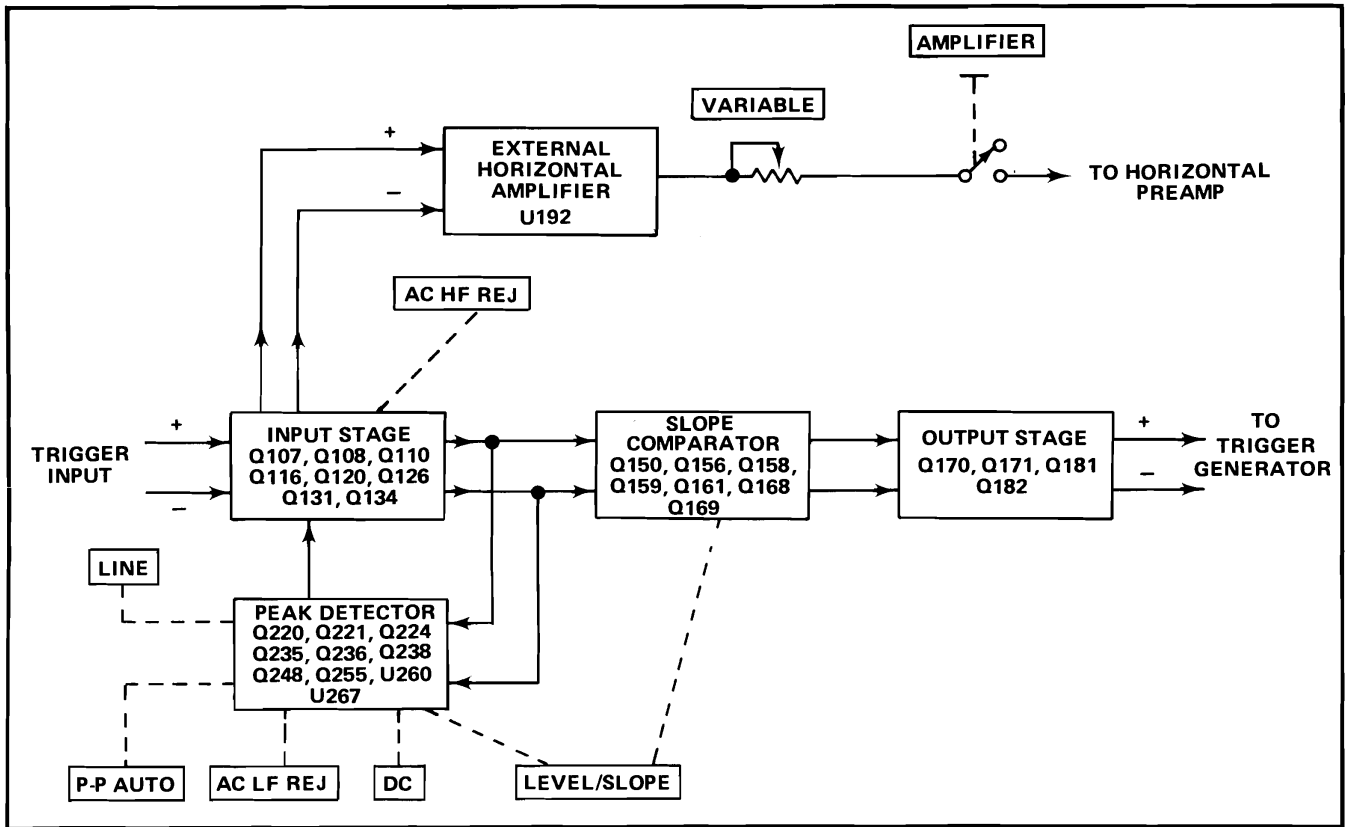 AMPLIFIER
VARIABLE
+
−
EXTERNAL
HORIZONTAL
AMPLIFIER
U192
TO HORIZONTAL
PREAMP
AC HF REJ
TRIGGER
INPUT
+
−
INPUT STAGE
Q107, Q108, Q110
Q116, Q120, Q126
Q131, Q134
SLOPE
COMPARATOR
Q150, Q156, Q158,
Q159, Q161, Q168
Q169
OUTPUT STAGE
Q170, Q171, Q181
Q182
+
−
TO
TRIGGER
GENERATOR
LINE
PEAK DETECTOR
Q220, Q221, Q224
Q235, Q236, Q238
Q248, Q255, U260
U267
P-P AUTO
AC LF REJ
DC
LEVEL/SLOPE